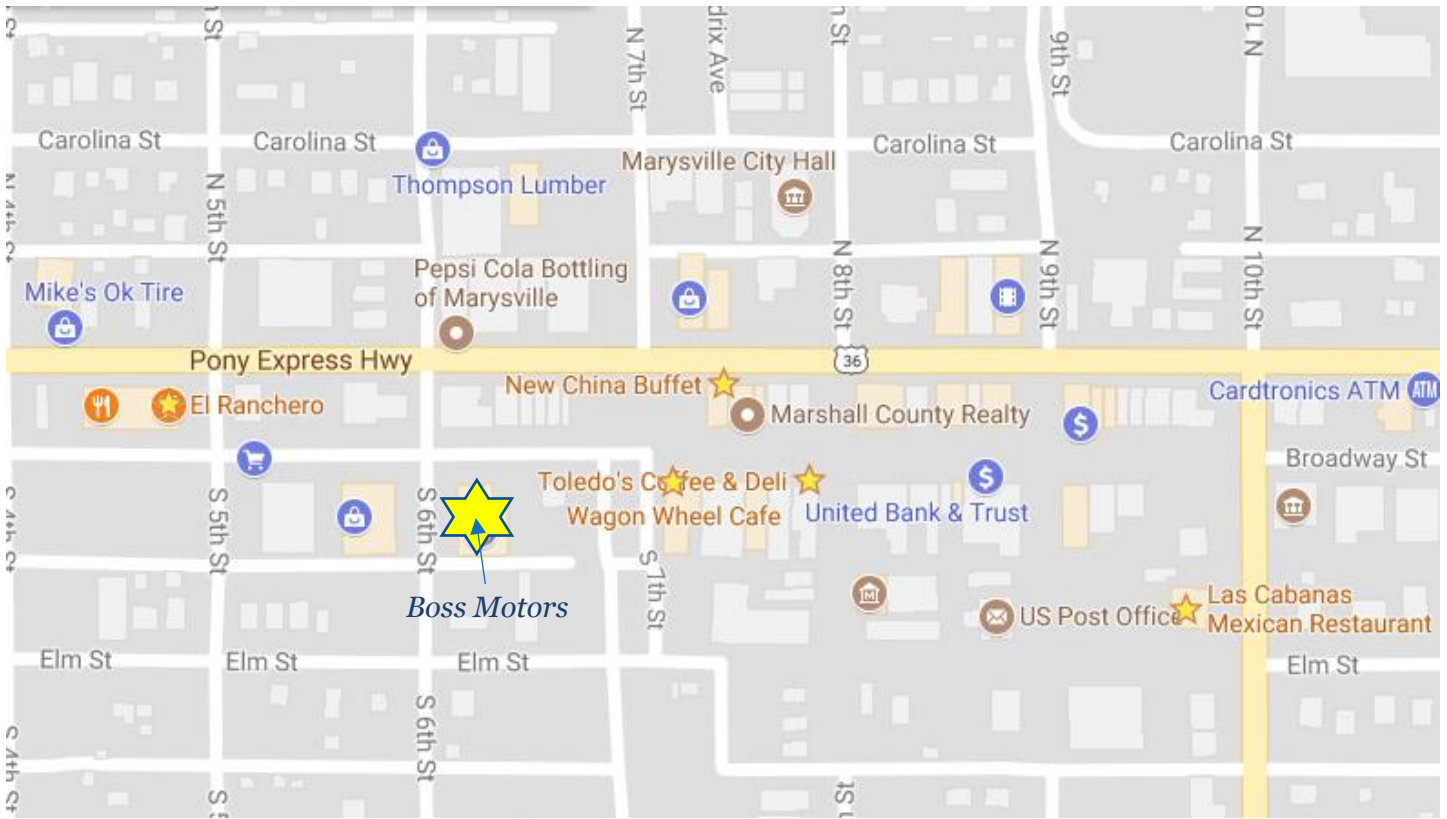 N 7th St
drix Ave
9th St
Carolina St
Carolina St
Carolina St
Carolina St
Marysville City Hall
Thompson Lumber
N 5th St
N 8th St
N 9th St
N 10th St
Pepsi Cola Bottling
of Marysville
Mike's Ok Tire
Pony Express Hwy
36
New China Buffet
El Ranchero
Marshall County Realty
Cardtronics ATM
ATM
Broadway St
Toledo's Coffee & Deli
Wagon Wheel Cafe
United Bank & Trust
$
$
S 4th St
S 5th St
S 6th St
S 7th St
Boss Motors
M
US Post Office
Las Cabanas
Mexican Restaurant
Elm St
Elm St
Elm St
Elm St
S 6th St